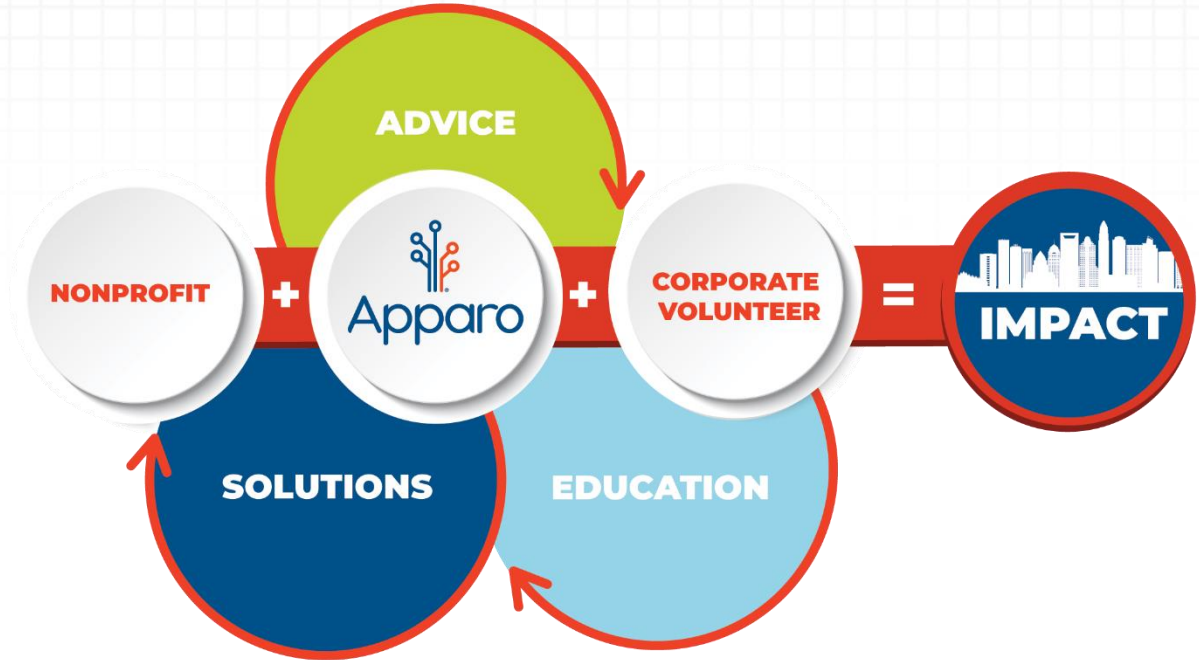 ADVICE
NONPROFIT
+
Apparo
+
CORPORATE
VOLUNTEER
=
IMPACT
SOLUTIONS
EDUCATION